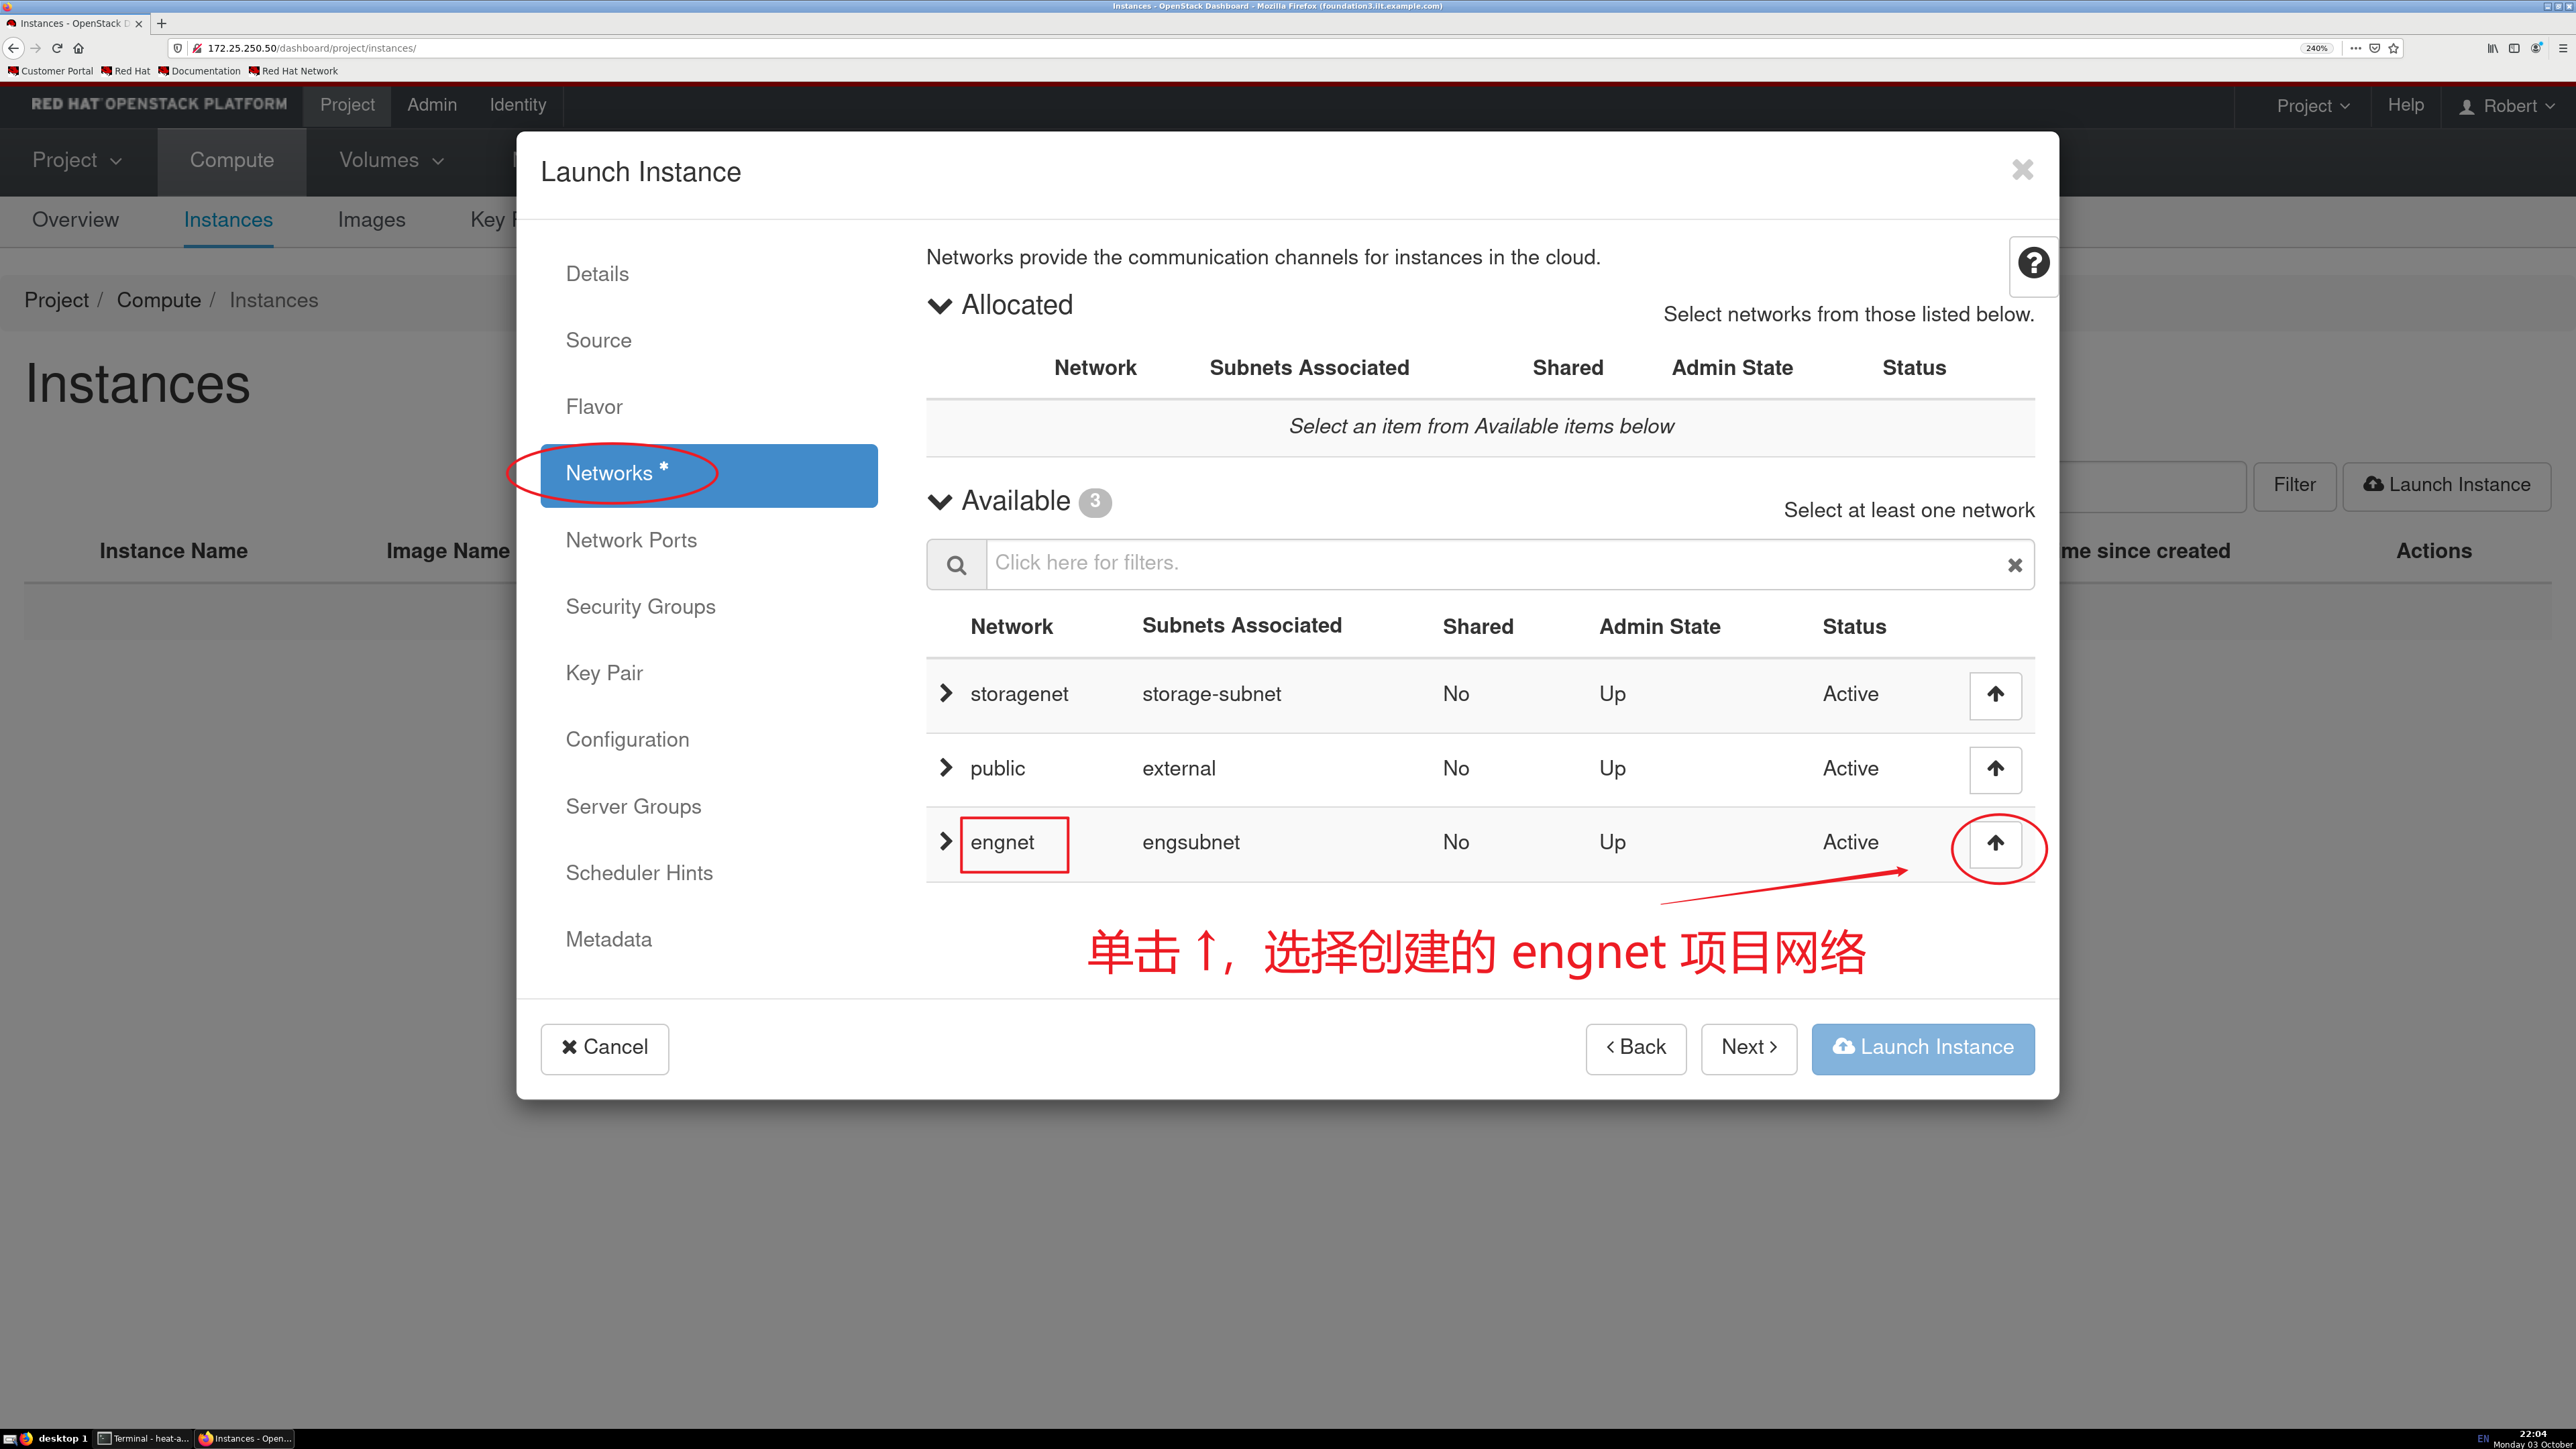 Instances - OpenStack Dashboard - Mozilla Firefox (foundation3.ilt.example.com)
Instances - OpenStack D
172.25.250.50/dashboard/project/instances/
240%
Customer Portal Red Hat Documentation Red Hat Network
RED HAT OPENSTACK PLATFORM Project Admin Identity Project Help Robert
Project Compute Volumes
Overview Instances Images Key P
Project / Compute / Instances
Instances
Filter Launch Instance
Instance Name Image Name me since created Actions
Launch Instance
Details
Source
Flavor
Networks *
Network Ports
Security Groups
Key Pair
Configuration
Server Groups
Scheduler Hints
Metadata
Networks provide the communication channels for instances in the cloud.
Allocated
Select networks from those listed below.
Network Subnets Associated Shared Admin State Status
Select an item from Available items below
Available 3
Select at least one network
Click here for filters.
Network Subnets Associated Shared Admin State Status
storagenet storage-subnet No Up Active
public external No Up Active
engnet engsubnet No Up Active
单击 ↑，选择创建的 engnet 项目网络
Cancel < Back Next > Launch Instance
desktop 1 Terminal - heat-a... Instances - Open...
EN
22:04
Monday 03 October